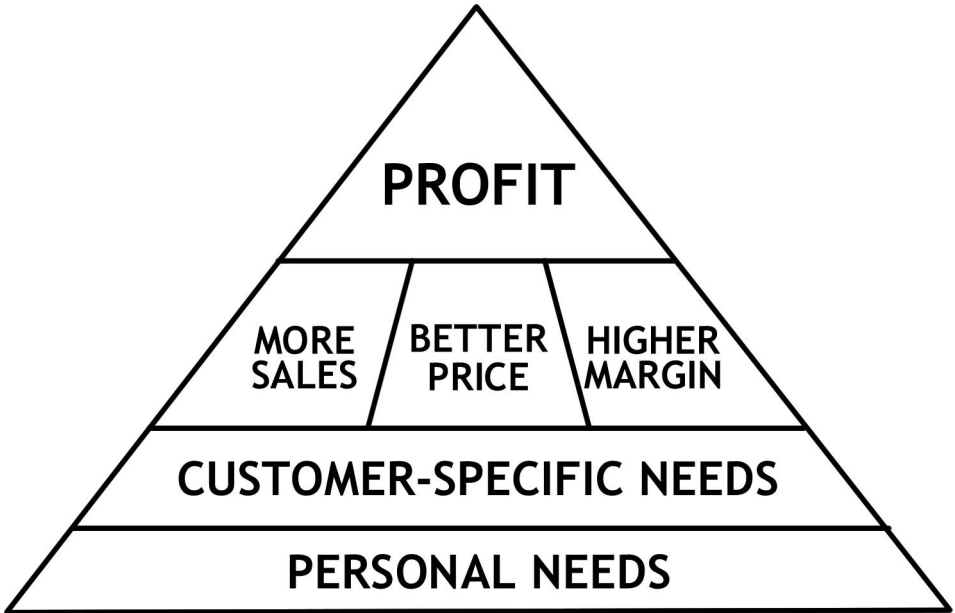 PROFIT
MORE
SALES
BETTER
PRICE
HIGHER
MARGIN
CUSTOMER-SPECIFIC NEEDS
PERSONAL NEEDS